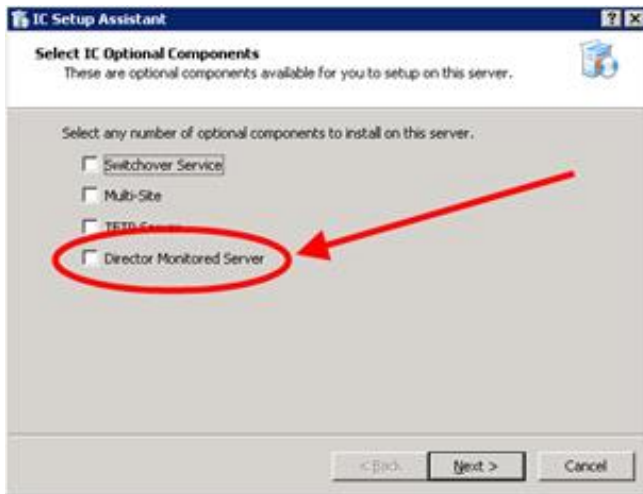 IC Setup Assistant
Select IC Optional Components
These are optional components available for you to setup on this server.
Select any number of optional components to install on this server.
Switchover Service
Multi-Site
TFTP Server
Director Monitored Server
< Back
Next >
Cancel